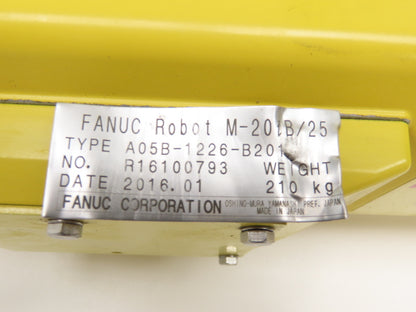 FANUC Robot M-20iB/25
TYPE A05B-1226-B201
NO. R16100793 WEIGHT
DATE 2016.01 210 kg
FANUC CORPORATION OSHINO-MURA YAMANASHI PREF. JAPAN
MADE IN JAPAN